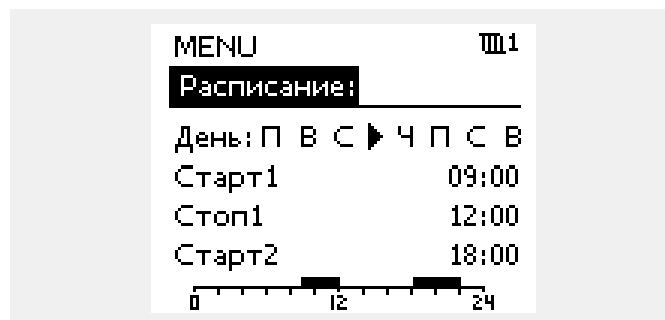 MENU 1
Расписание:
День: П В С Ч П С В
Старт1 09:00
Стоп1 12:00
Старт2 18:00
0 12 24